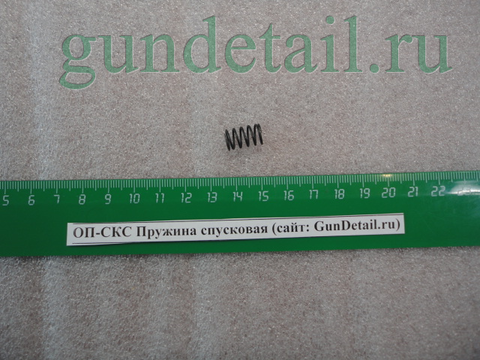 gundetail.ru
5 6 7 8 9 10 11 12 13 14 15 16 17 18 19 20 21 22
ОП-СКС Пружина спусковая (сайт: GunDetail.ru)